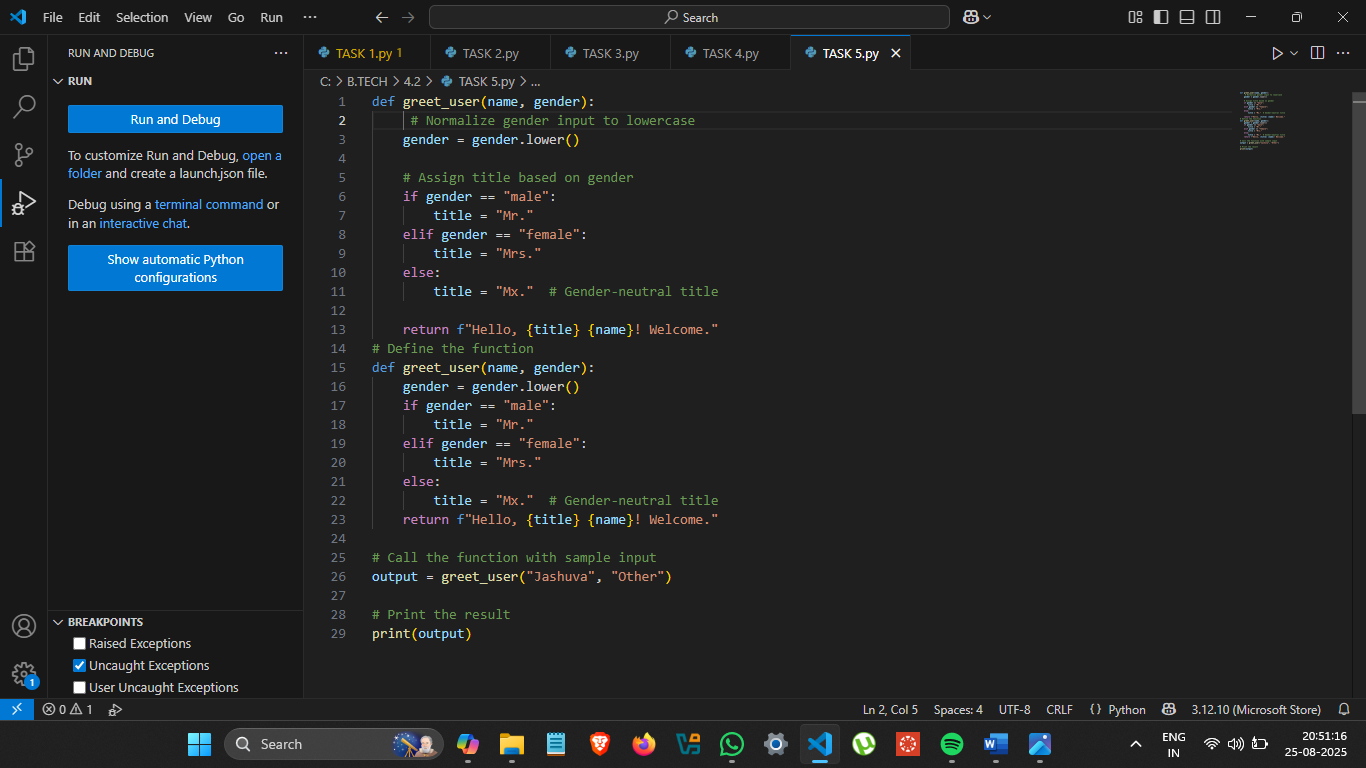 File Edit Selection View Go Run ··· Search
RUN AND DEBUG ···
RUN
Run and Debug
To customize Run and Debug, open a
folder and create a launch.json file.
Debug using a terminal command or
in an interactive chat.
Show automatic Python
configurations
BREAKPOINTS
Raised Exceptions
Uncaught Exceptions
User Uncaught Exceptions
1
TASK 1.py 1 TASK 2.py TASK 3.py TASK 4.py TASK 5.py
C: > B.TECH > 4.2 > TASK 5.py > ...
1 def greet_user(name, gender):
2 # Normalize gender input to lowercase
3 gender = gender.lower()
4
5 # Assign title based on gender
6 if gender == "male":
7 title = "Mr."
8 elif gender == "female":
9 title = "Mrs."
10 else:
11 title = "Mx."  # Gender-neutral title
12
13 return f"Hello, {title} {name}! Welcome."
14 # Define the function
15 def greet_user(name, gender):
16 gender = gender.lower()
17 if gender == "male":
18 title = "Mr."
19 elif gender == "female":
20 title = "Mrs."
21 else:
22 title = "Mx."  # Gender-neutral title
23 return f"Hello, {title} {name}! Welcome."
24
25 # Call the function with sample input
26 output = greet_user("Jashuva", "Other")
27
28 # Print the result
29 print(output)
0 1 Ln 2, Col 5 Spaces: 4 UTF-8 CRLF {} Python 3.12.10 (Microsoft Store)
Search ENG 20:51:16
IN 25-08-2025